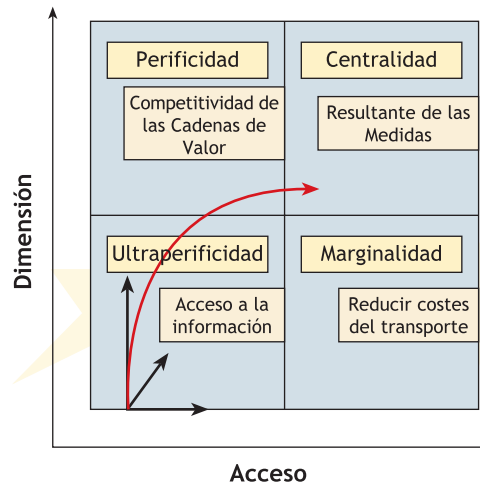 Perificidad
Centralidad
Competitividad de
las Cadenas de
Valor
Resultante de las
Medidas
Dimensión
Ultraperificidad
Marginalidad
Acceso a la
información
Reducir costes
del transporte
Acceso